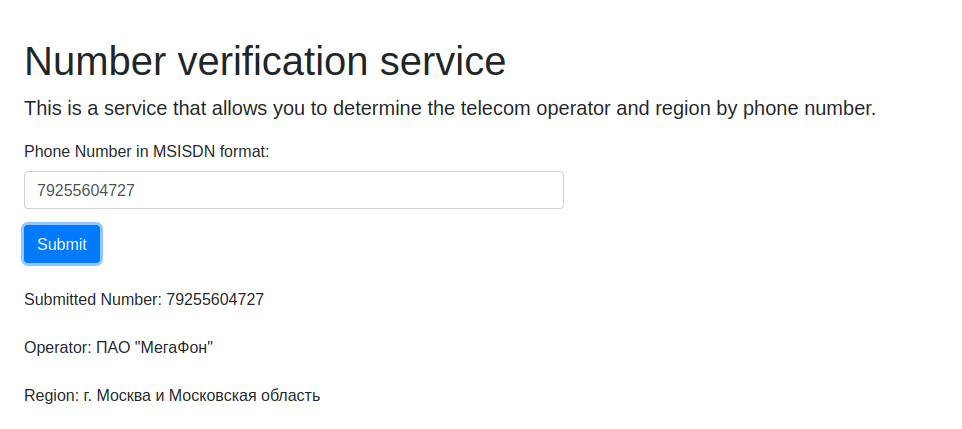 Number verification service
This is a service that allows you to determine the telecom operator and region by phone number.
Phone Number in MSISDN format:
79255604727
Submit
Submitted Number: 79255604727
Operator: ПАО "МегаФон"
Region: г. Москва и Московская область